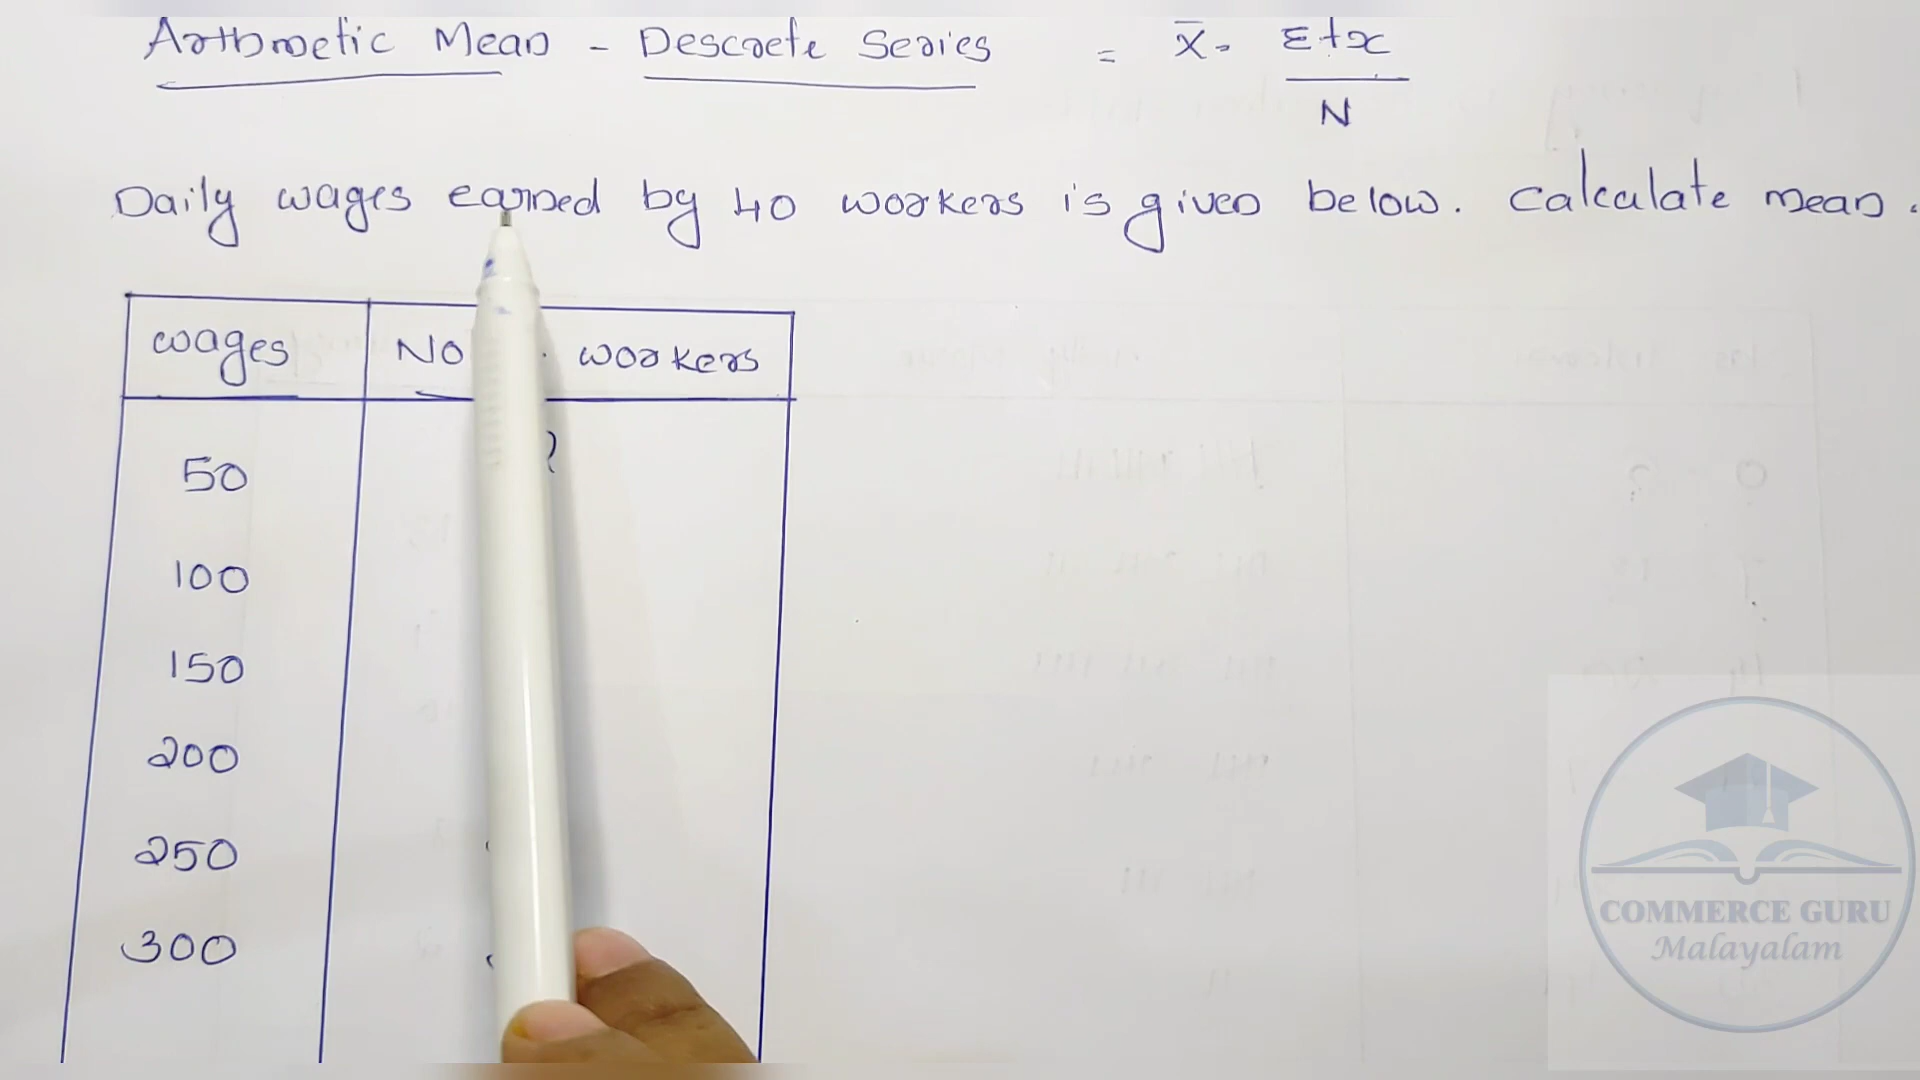 Arthmetic Mean - Descrete Series = x̄ = Σfx
N
Daily wages earned by 40 workers is given below. Calculate mean.
wages No workers
50
100
150
200
250
300
COMMERCE GURU
Malayalam